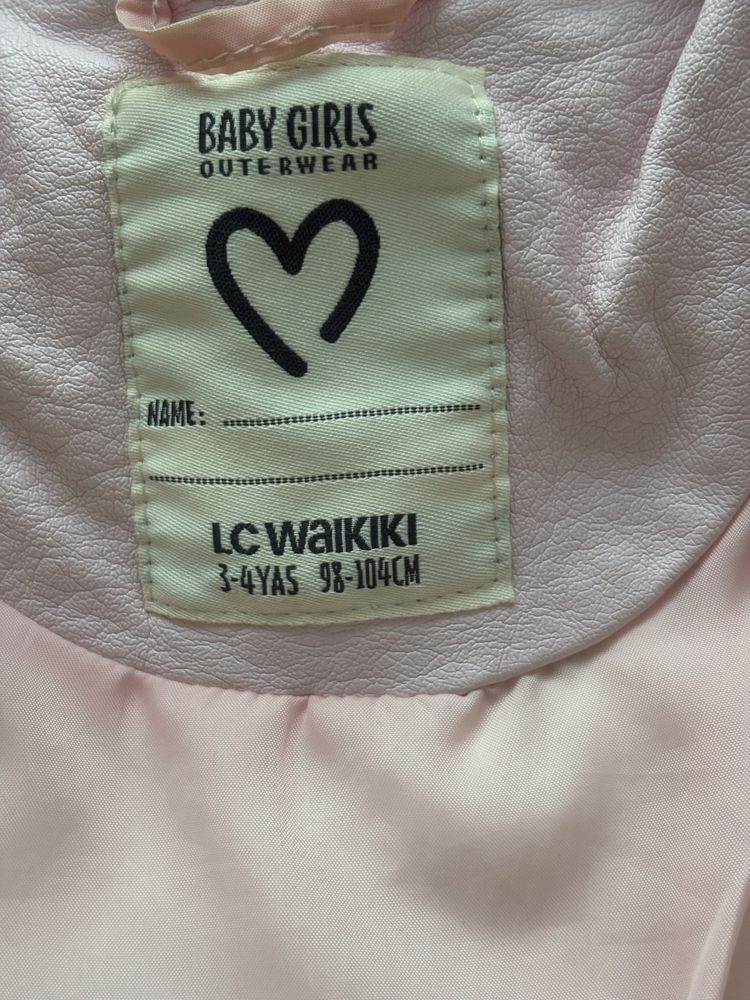 BABY GIRLS
OUTERWEAR
NAME:
LC WAIKIKI
3-4YAS 98-104CM